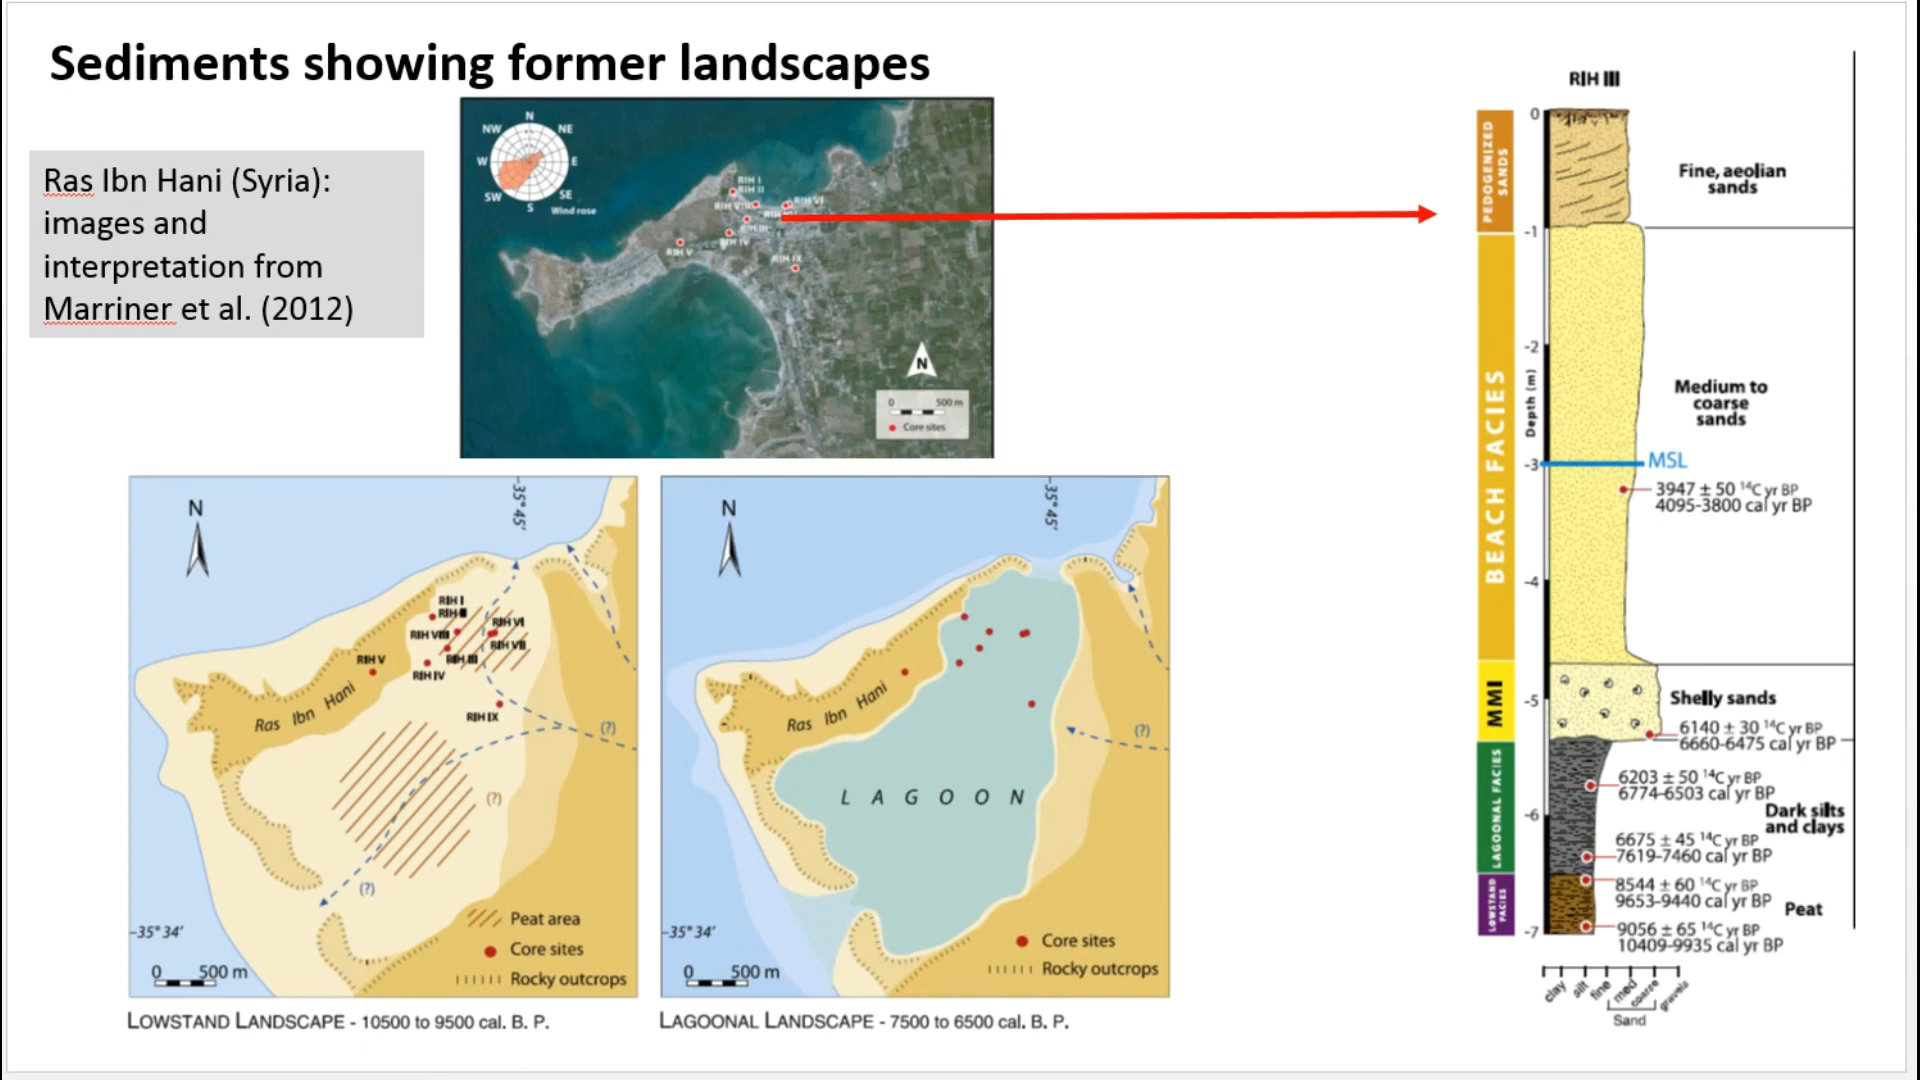 Sediments showing former landscapes
Ras Ibn Hani (Syria):
images and
interpretation from
Marriner et al. (2012)
N
NE
E
SE
S
SW
W
NW
Wind rose
RIH I
RIH II
RIH VI
RIH III
RIH IV
RIH V
RIH IX
N
0 500 m
Core sites
N
35° 45'
RIH I
RIH II
RIH VI
RIH VIII
RIH VII
RIH III
RIH V
RIH IV
RIH IX
Ras Ibn Hani
(?)
(?)
(?)
Peat area
-35° 34'
Core sites
0 500 m
Rocky outcrops
LOWSTAND LANDSCAPE - 10500 to 9500 cal. B. P.
N
35° 45'
Ras Ibn Hani
(?)
LAGOON
-35° 34'
Core sites
0 500 m
Rocky outcrops
LAGOONAL LANDSCAPE - 7500 to 6500 cal. B. P.
RIH III
PEDOGENIZED
SANDS
BEACH FACIES
MMI
LAGOONAL FACIES
LOWSTAND
FACIES
Depth (m)
0
-1
-2
-3
-4
-5
-6
-7
Fine, aeolian
sands
Medium to
coarse
sands
MSL
3947 ± 50 ¹⁴C yr BP
4095-3800 cal yr BP
Shelly sands
6140 ± 30 ¹⁴C yr BP
6660-6475 cal yr BP
6203 ± 50 ¹⁴C yr BP
6774-6503 cal yr BP
Dark silts
and clays
6675 ± 45 ¹⁴C yr BP
7619-7460 cal yr BP
8544 ± 60 ¹⁴C yr BP
9653-9440 cal yr BP
Peat
9056 ± 65 ¹⁴C yr BP
10409-9935 cal yr BP
clay
silt
fine
med
coarse
gravels
Sand